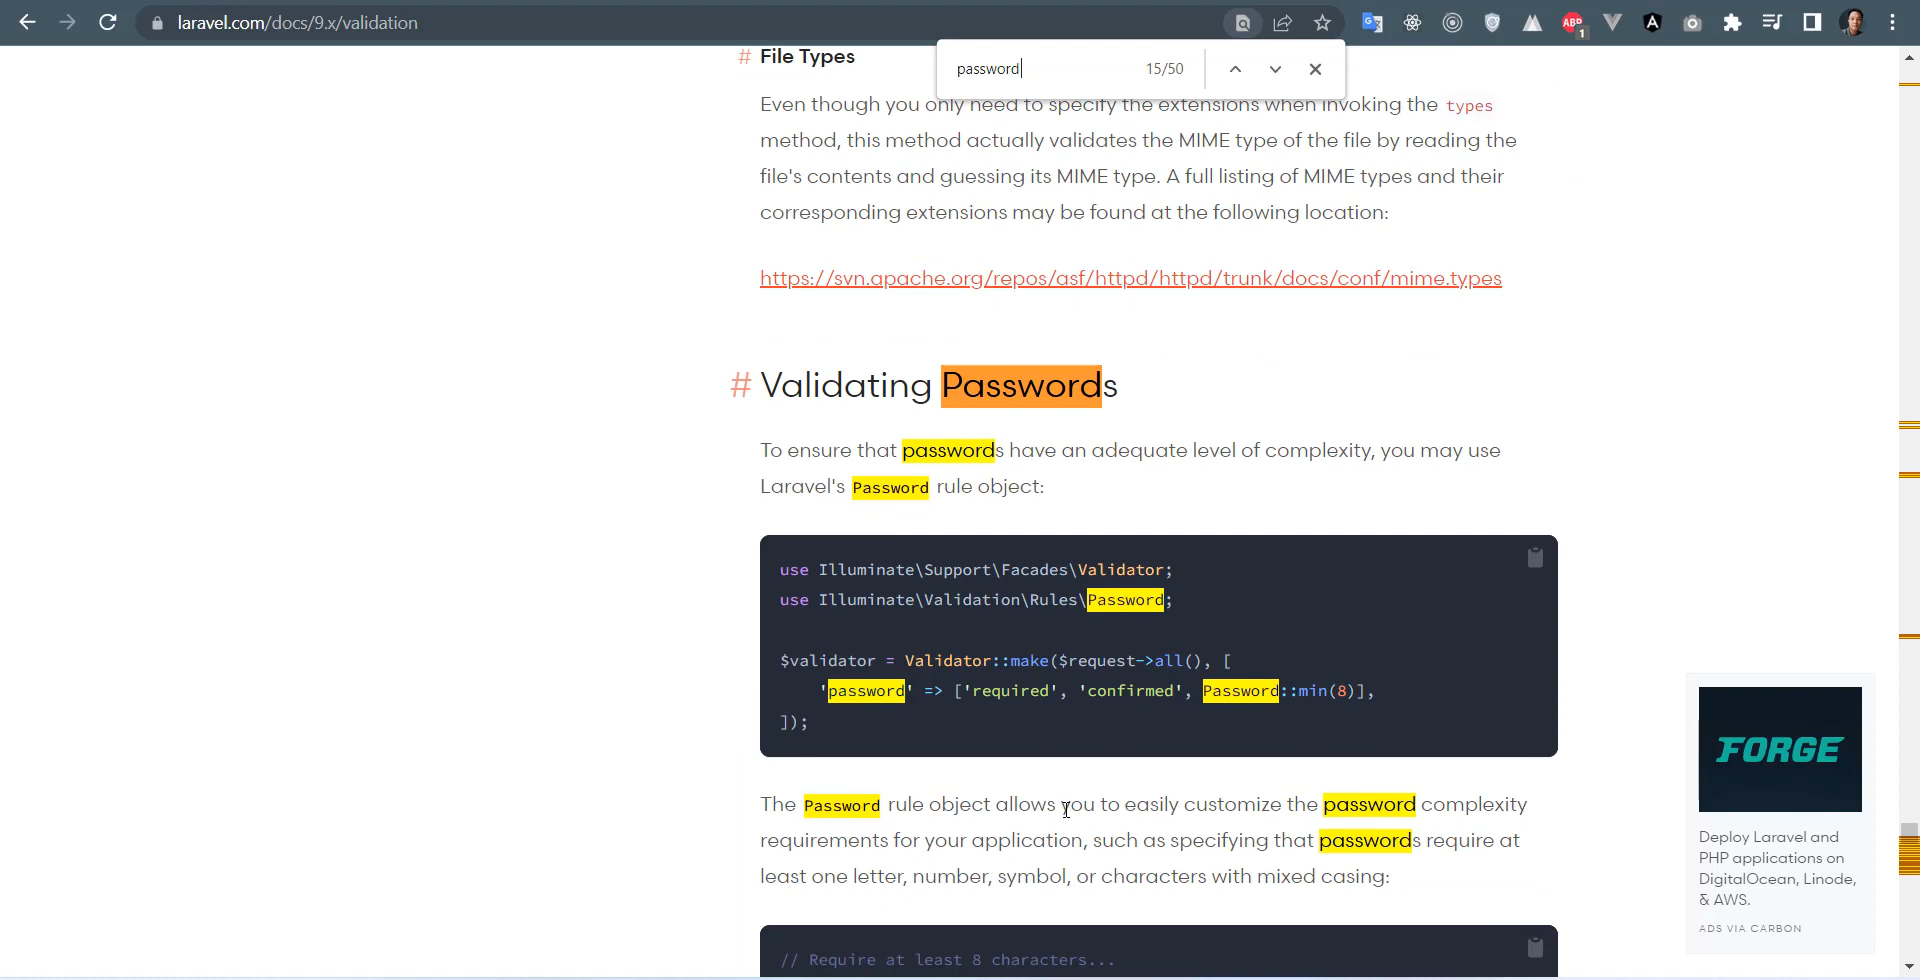 laravel.com/docs/9.x/validation
ABP
1
password
15/50
# File Types
Even though you only need to specify the extensions when invoking the types
method, this method actually validates the MIME type of the file by reading the
file's contents and guessing its MIME type. A full listing of MIME types and their
corresponding extensions may be found at the following location:
https://svn.apache.org/repos/asf/httpd/httpd/trunk/docs/conf/mime.types
# Validating Passwords
To ensure that passwords have an adequate level of complexity, you may use
Laravel's Password rule object:
use Illuminate\Support\Facades\Validator;
use Illuminate\Validation\Rules\Password;
$validator = Validator::make($request->all(), [
'password' => ['required', 'confirmed', Password::min(8)],
]);
The Password rule object allows you to easily customize the password complexity
requirements for your application, such as specifying that passwords require at
least one letter, number, symbol, or characters with mixed casing:
// Require at least 8 characters...
FORGE
Deploy Laravel and
PHP applications on
DigitalOcean, Linode,
& AWS.
ADS VIA CARBON